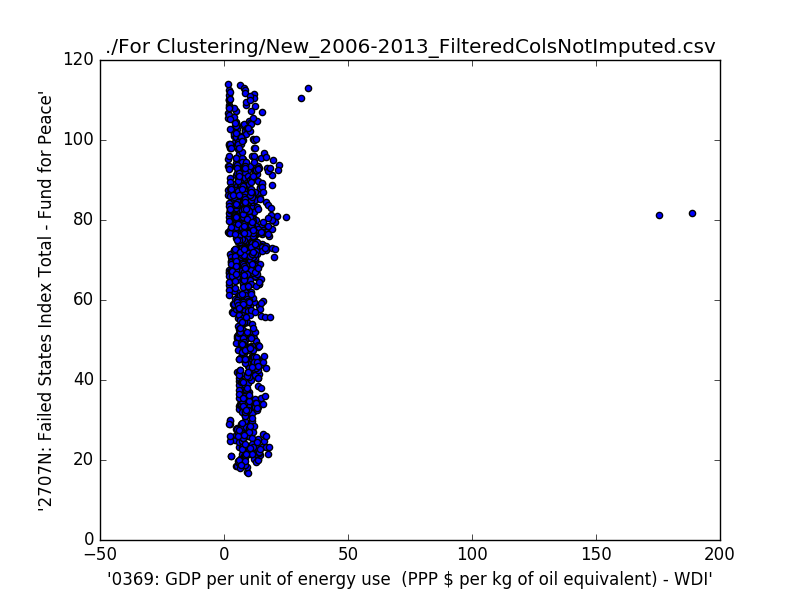 ./For Clustering/New_2006-2013_FilteredColsNotImputed.csv
'2707N: Failed States Index Total - Fund for Peace'
120
100
80
60
40
20
0
−50 0 50 100 150 200
'0369: GDP per unit of energy use  (PPP $ per kg of oil equivalent) - WDI'